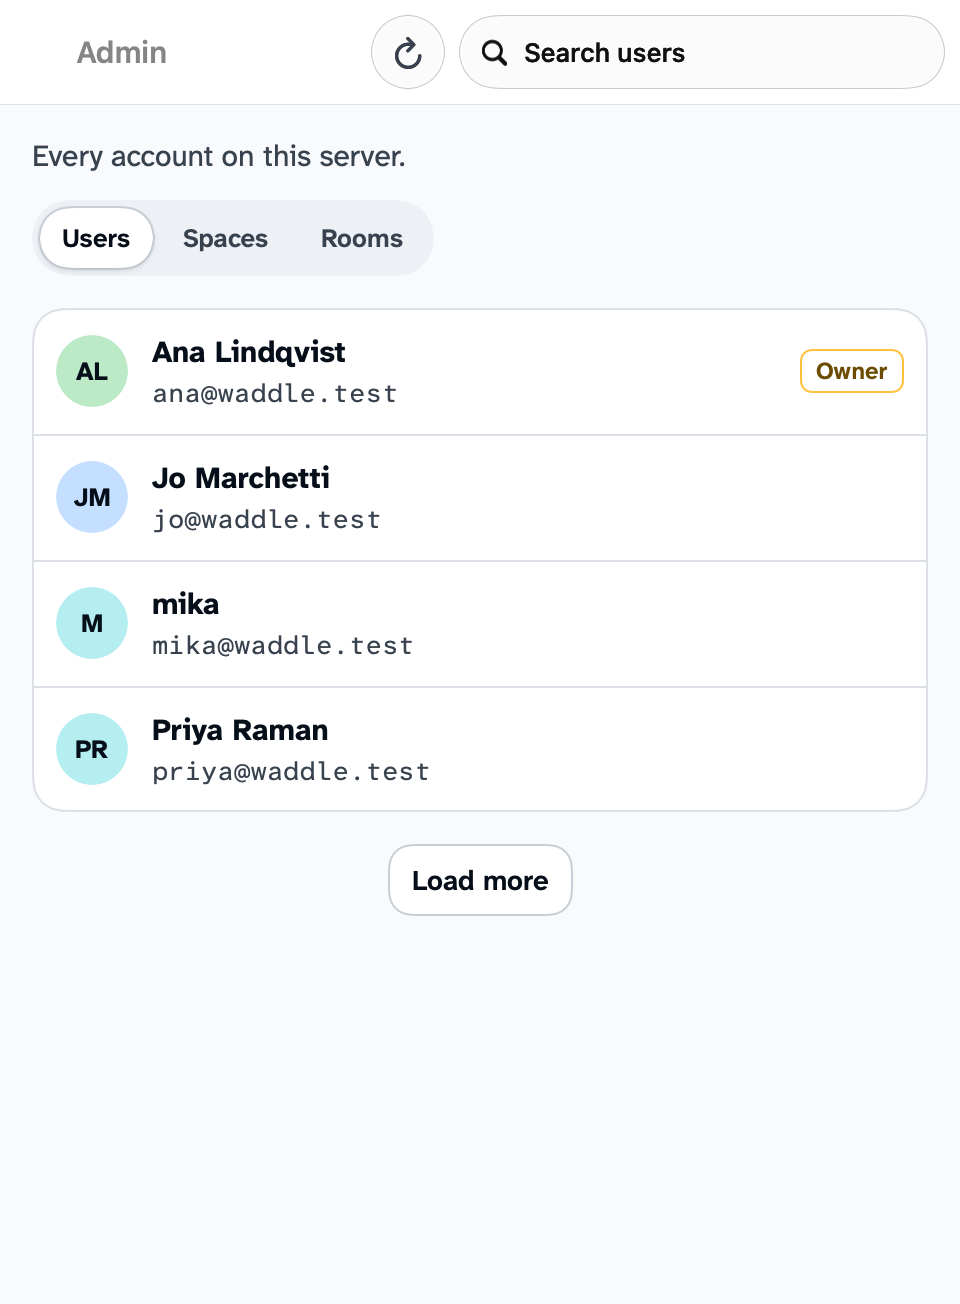 Admin
Search users
Every account on this server.
Users Spaces Rooms
AL
Ana Lindqvist
ana@waddle.test
Owner
JM
Jo Marchetti
jo@waddle.test
M
mika
mika@waddle.test
PR
Priya Raman
priya@waddle.test
Load more